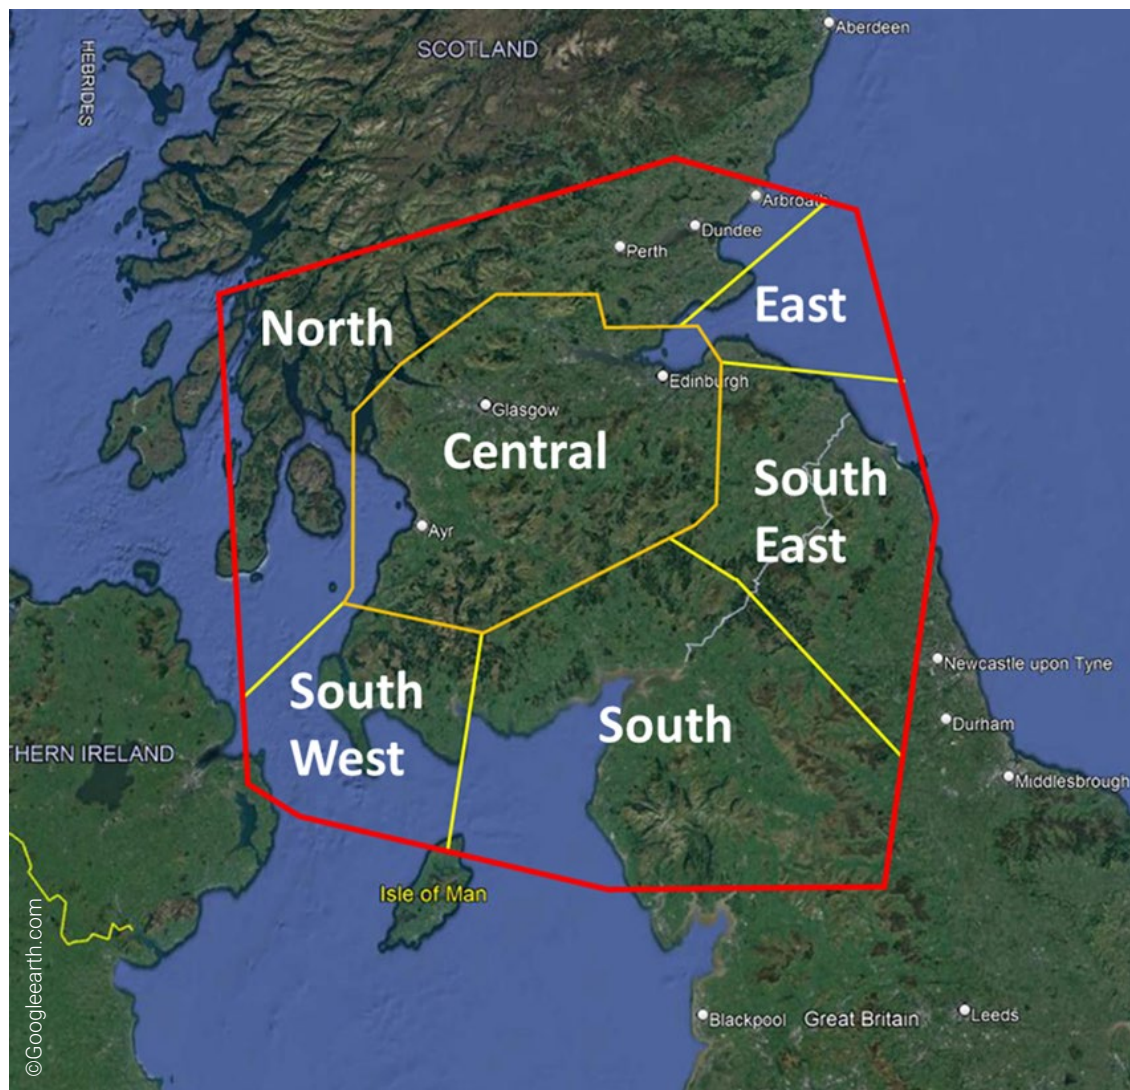 Aberdeen
SCOTLAND
HEBRIDES
Arbroath
Dundee
Perth
East
North
Edinburgh
Glasgow
Central
South
East
Ayr
Newcastle upon Tyne
South
West
South
Durham
THERN IRELAND
Middlesbrough
Isle of Man
©Googleearth.com
Blackpool
Great Britain
Leeds